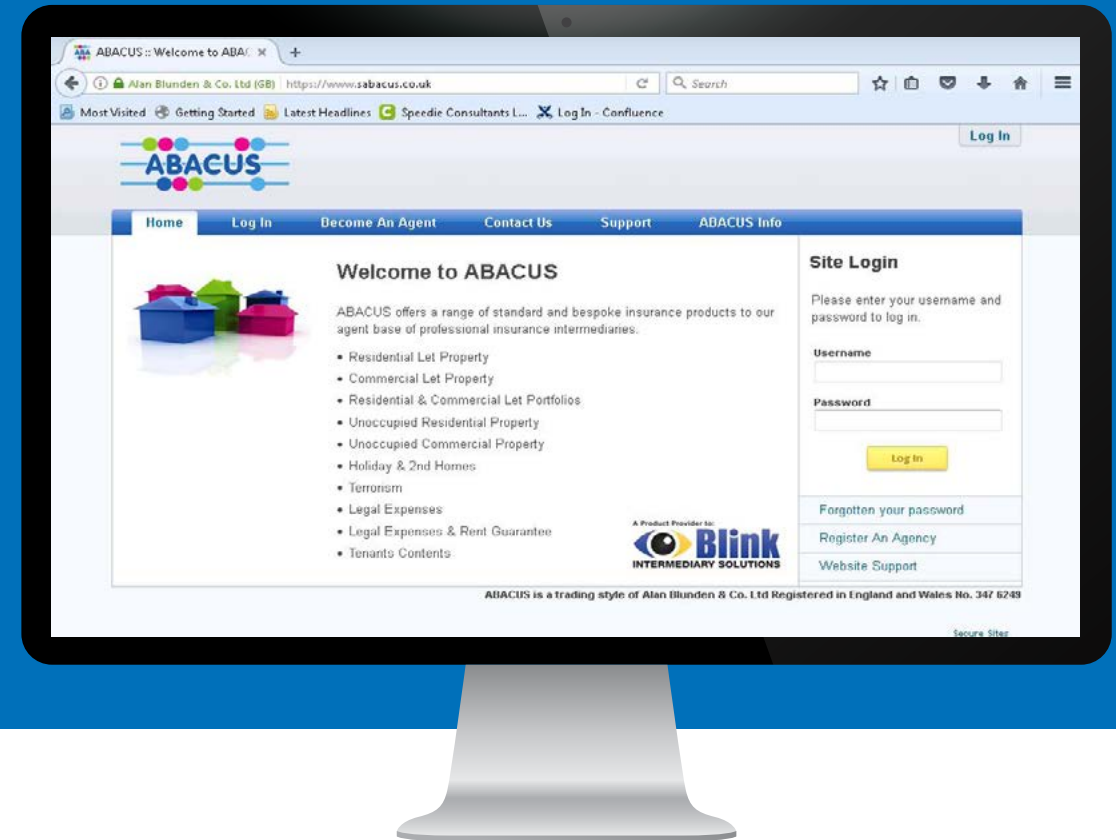 ABACUS :: Welcome to ABAC
Alan Blunden & Co. Ltd (GB) https://www.sabacus.co.uk Search
Most Visited Getting Started Latest Headlines Speedie Consultants L... Log In - Confluence
Log In
ABACUS
Home Log In Become An Agent Contact Us Support ABACUS Info
Welcome to ABACUS
ABACUS offers a range of standard and bespoke insurance products to our
agent base of professional insurance intermediaries.
• Residential Let Property
• Commercial Let Property
• Residential & Commercial Let Portfolios
• Unoccupied Residential Property
• Unoccupied Commercial Property
• Holiday & 2nd Homes
• Terrorism
• Legal Expenses
• Legal Expenses & Rent Guarantee
• Tenants Contents
A Product Provider to:
Blink
INTERMEDIARY SOLUTIONS
Site Login
Please enter your username and
password to log in.
Username
Password
Log In
Forgotten your password
Register An Agency
Website Support
ABACUS is a trading style of Alan Blunden & Co. Ltd Registered in England and Wales No. 347 6249
Secure Sites